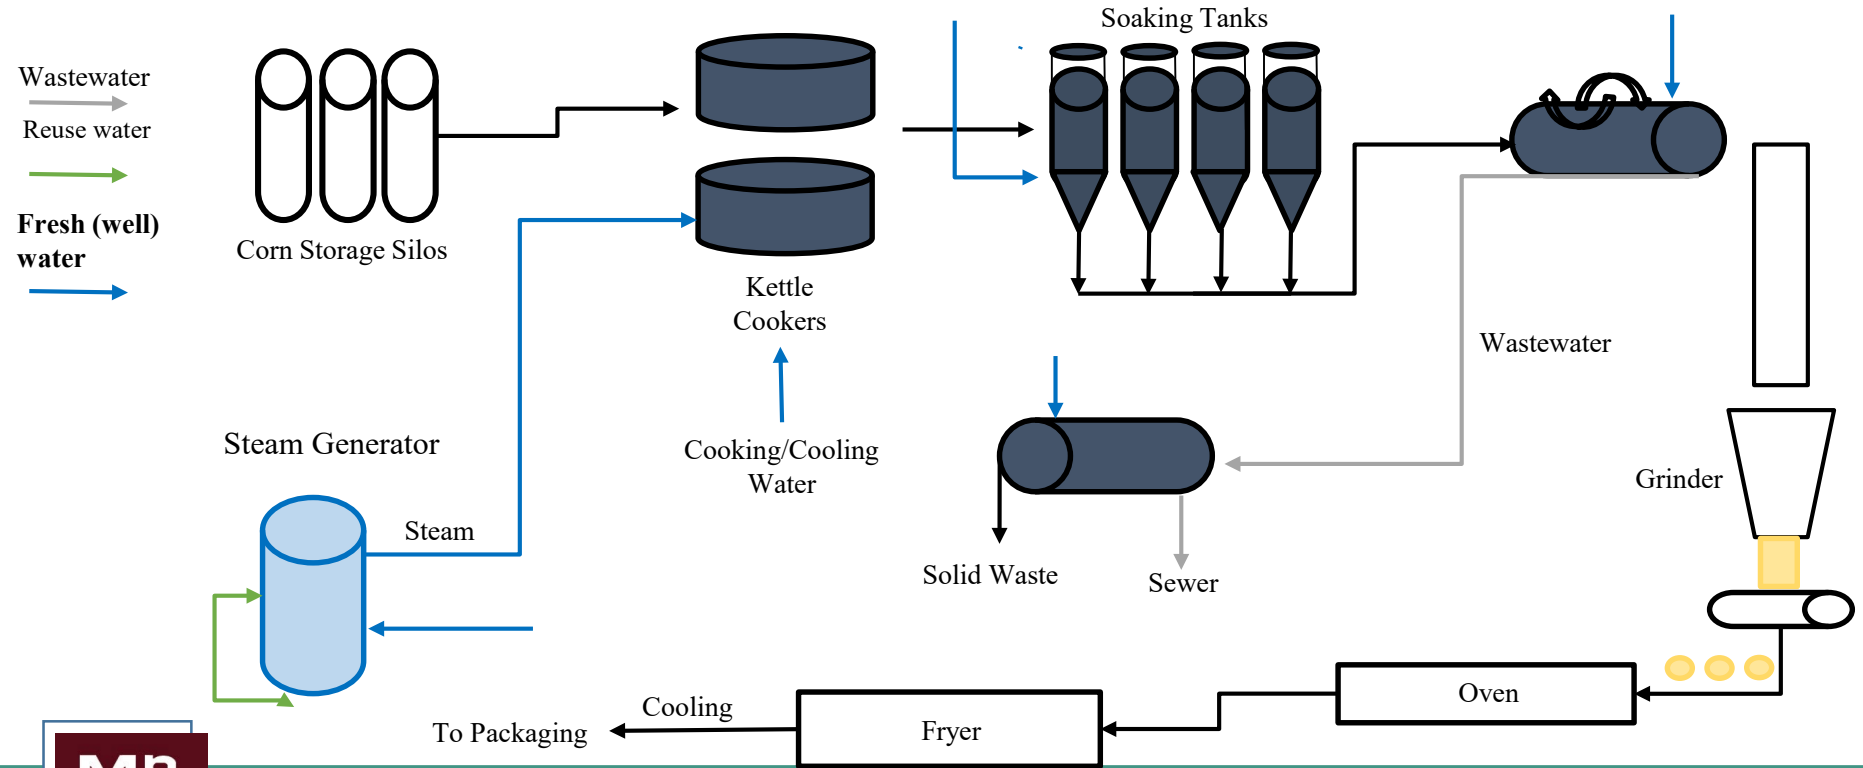 Soaking Tanks
Wastewater
Reuse water
Fresh (well)
water
Corn Storage Silos
Kettle
Cookers
Wastewater
Steam Generator
Cooking/Cooling
Water
Grinder
Steam
Solid Waste
Sewer
Oven
Cooling
To Packaging
Fryer
Mn